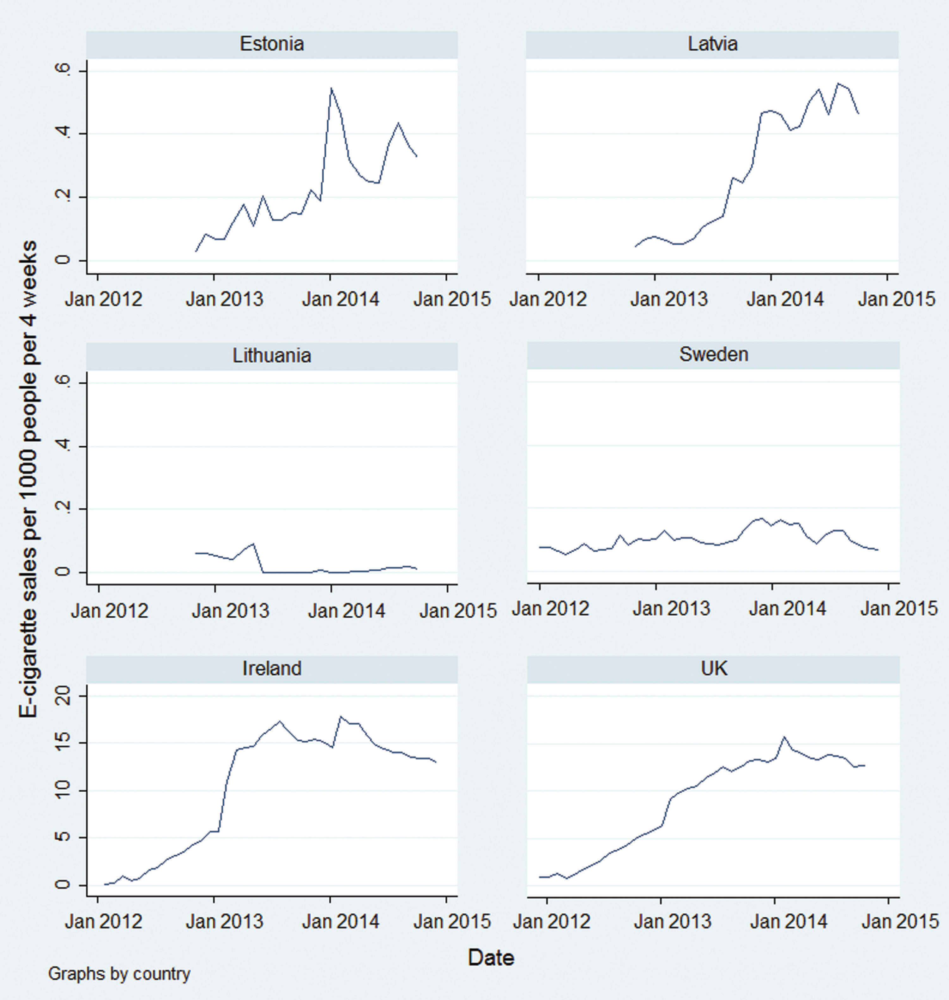 Estonia
Latvia
.6
.4
.2
0
Jan 2012 Jan 2013 Jan 2014 Jan 2015
Jan 2012 Jan 2013 Jan 2014 Jan 2015
E-cigarette sales per 1000 people per 4 weeks
Lithuania
Sweden
.6
.4
.2
0
Jan 2012 Jan 2013 Jan 2014 Jan 2015
Jan 2012 Jan 2013 Jan 2014 Jan 2015
Ireland
UK
20
15
10
5
0
Jan 2012 Jan 2013 Jan 2014 Jan 2015
Jan 2012 Jan 2013 Jan 2014 Jan 2015
Date
Graphs by country